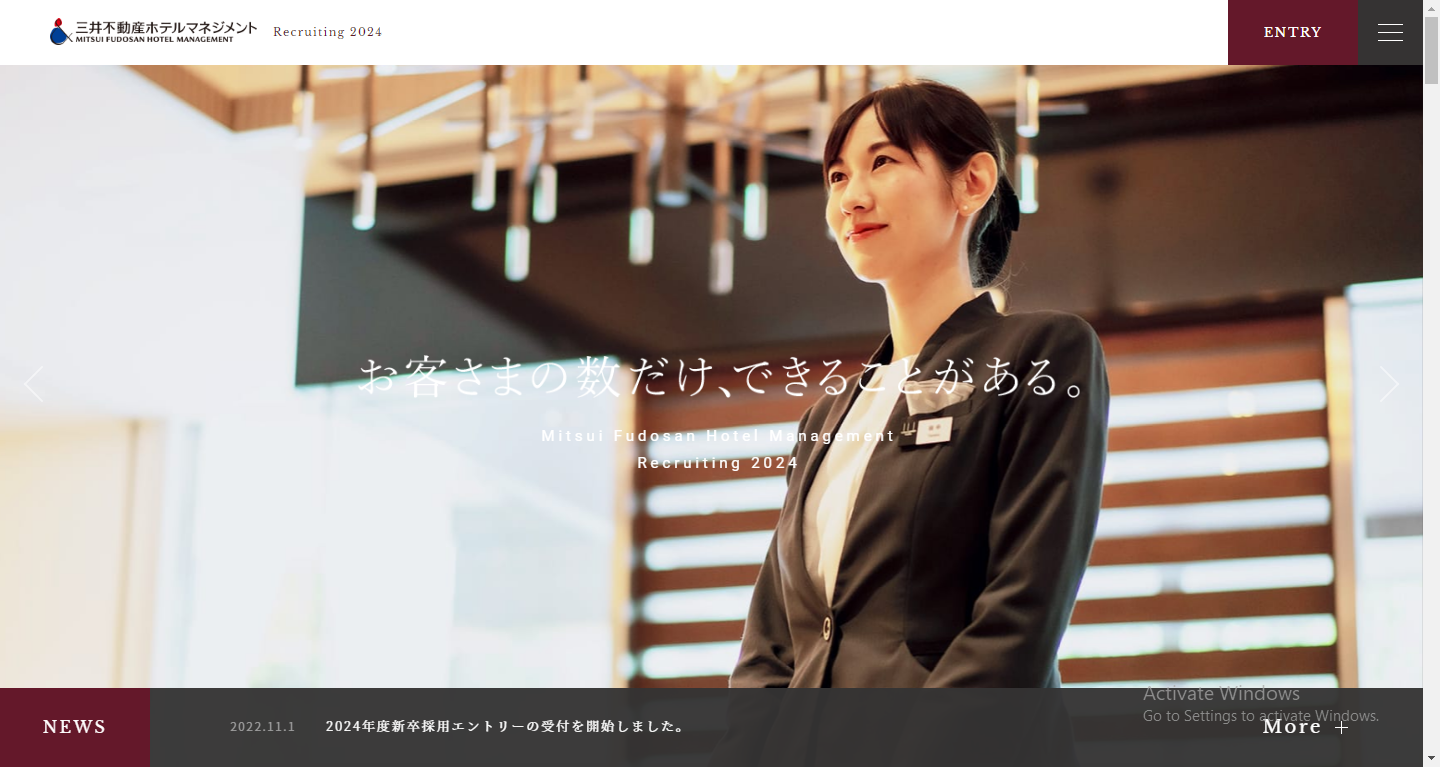 三井不動産ホテルマネジメント
MITSUI FUDOSAN HOTEL MANAGEMENT
Recruiting 2024
ENTRY
お客さまの数だけ、できることがある。
Mitsui Fudosan Hotel Management
Recruiting 2024
Activate Windows
Go to Settings to activate Windows.
NEWS
2022.11.1
2024年度新卒採用エントリーの受付を開始しました。
More